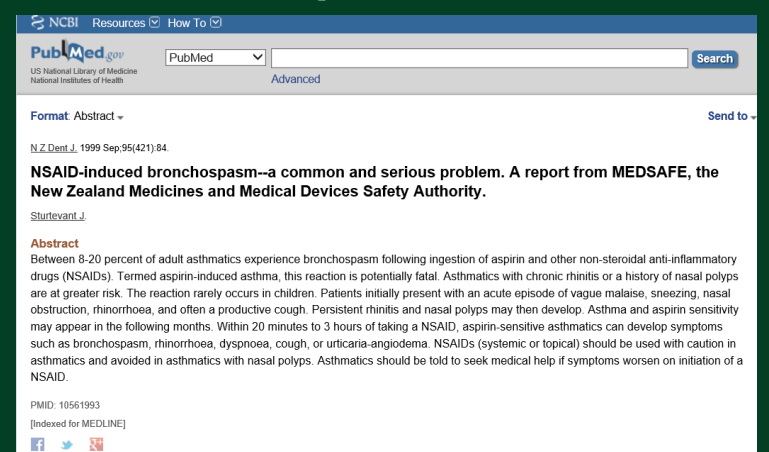 NCBI Resources How To
PubMed.gov
US National Library of Medicine
National Institutes of Health
PubMed
Search
Advanced
Format: Abstract
Send to
N Z Dent J. 1999 Sep;95(421):84.
NSAID-induced bronchospasm--a common and serious problem. A report from MEDSAFE, the
New Zealand Medicines and Medical Devices Safety Authority.
Sturtevant J.
Abstract
Between 8-20 percent of adult asthmatics experience bronchospasm following ingestion of aspirin and other non-steroidal anti-inflammatory
drugs (NSAIDs). Termed aspirin-induced asthma, this reaction is potentially fatal. Asthmatics with chronic rhinitis or a history of nasal polyps
are at greater risk. The reaction rarely occurs in children. Patients initially present with an acute episode of vague malaise, sneezing, nasal
obstruction, rhinorrhoea, and often a productive cough. Persistent rhinitis and nasal polyps may then develop. Asthma and aspirin sensitivity
may appear in the following months. Within 20 minutes to 3 hours of taking a NSAID, aspirin-sensitive asthmatics can develop symptoms
such as bronchospasm, rhinorrhoea, dyspnoea, cough, or urticaria-angiodema. NSAIDs (systemic or topical) should be used with caution in
asthmatics and avoided in asthmatics with nasal polyps. Asthmatics should be told to seek medical help if symptoms worsen on initiation of a
NSAID.
PMID: 10561993
[Indexed for MEDLINE]